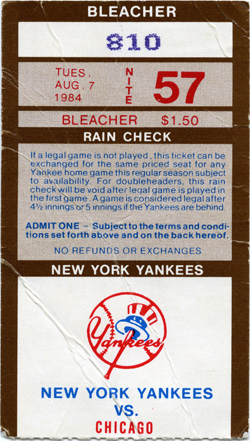 BLEACHER
810
TUES.
AUG. 7
1984
NITE
57
BLEACHER $1.50
RAIN CHECK
If a legal game is not played, this ticket can be
exchanged for the same priced seat for any
Yankee home game this regular season subject
to availability. For doubleheaders, this rain
check will be void after legal game is played in
the first game. A game is considered legal after
4½ innings or 5 innings if the Yankees are behind.
ADMIT ONE - Subject to the terms and condi-
tions set forth above and on the back hereof.
NO REFUNDS OR EXCHANGES
NEW YORK YANKEES
Yankees
NEW YORK YANKEES
VS.
CHICAGO